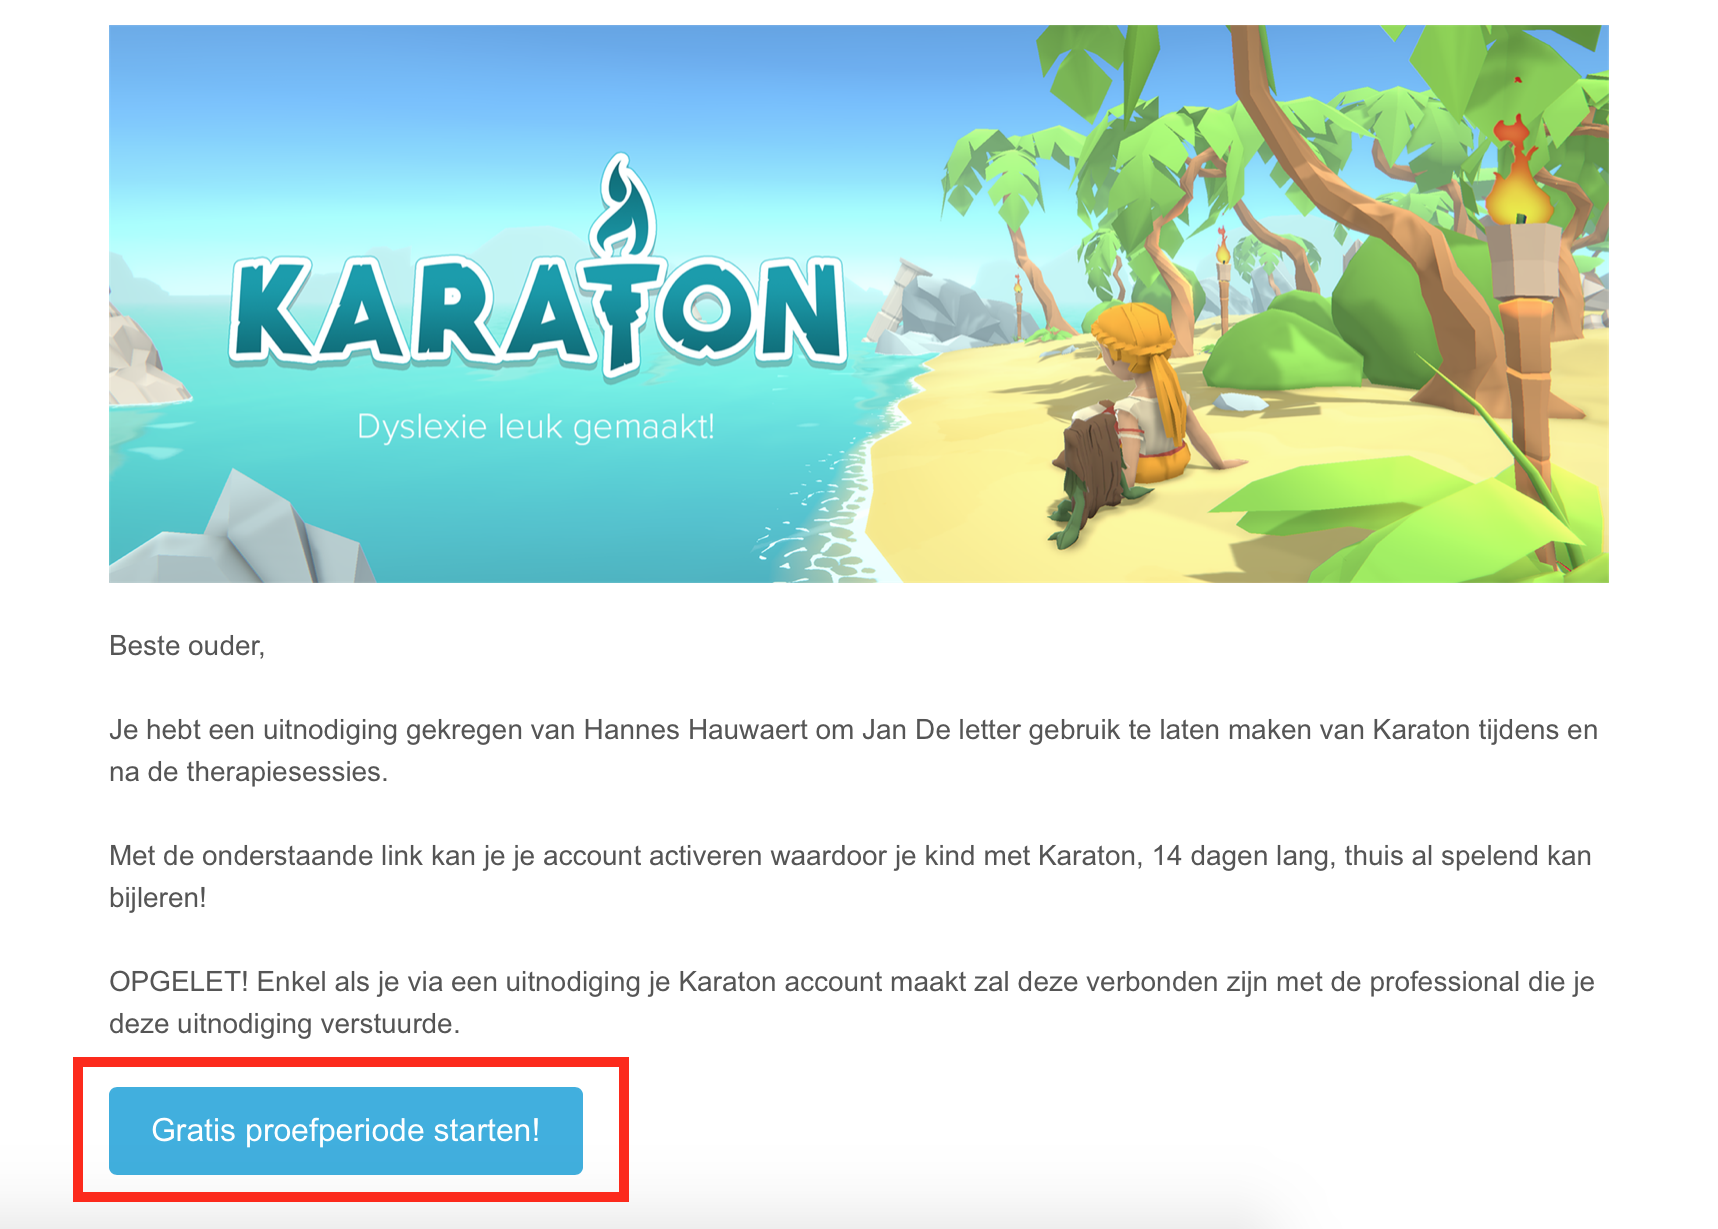 KARATON
Dyslexie leuk gemaakt!
Beste ouder,
Je hebt een uitnodiging gekregen van Hannes Hauwaert om Jan De letter gebruik te laten maken van Karaton tijdens en
na de therapiesessies.
Met de onderstaande link kan je je account activeren waardoor je kind met Karaton, 14 dagen lang, thuis al spelend kan
bijleren!
OPGELET! Enkel als je via een uitnodiging je Karaton account maakt zal deze verbonden zijn met de professional die je
deze uitnodiging verstuurde.
Gratis proefperiode starten!